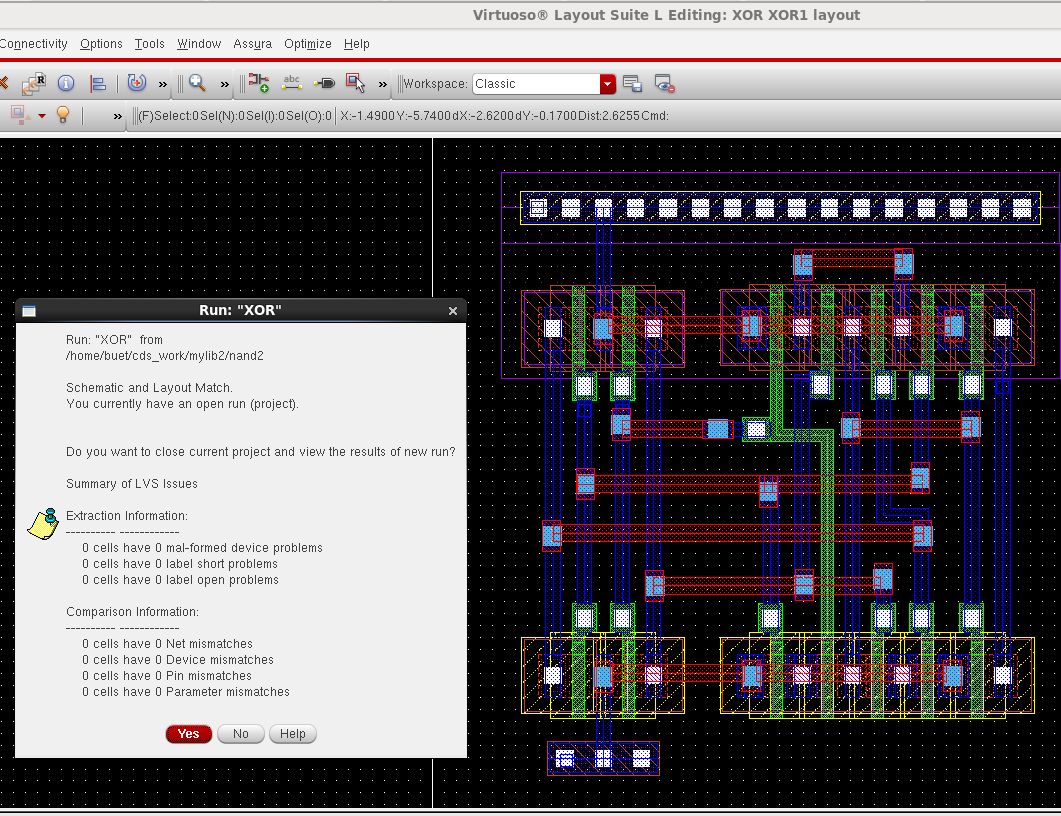 Virtuoso® Layout Suite L Editing: XOR XOR1 layout
Connectivity Options Tools Window Assura Optimize Help
R abc Workspace: Classic
(F)Select:0 Sel(N):0 Sel(I):0 Sel(O):0 X:-1.4900 Y:-5.7400 dX:-2.6200 dY:-0.1700 Dist:2.6255 Cmd:
Run: "XOR"
Run: "XOR" from
/home/buet/cds_work/mylib2/nand2
Schematic and Layout Match.
You currently have an open run (project).
Do you want to close current project and view the results of new run?
Summary of LVS Issues
Extraction Information:
---------- ------------
0 cells have 0 mal-formed device problems
0 cells have 0 label short problems
0 cells have 0 label open problems
Comparison Information:
---------- ------------
0 cells have 0 Net mismatches
0 cells have 0 Device mismatches
0 cells have 0 Pin mismatches
0 cells have 0 Parameter mismatches
Yes No Help